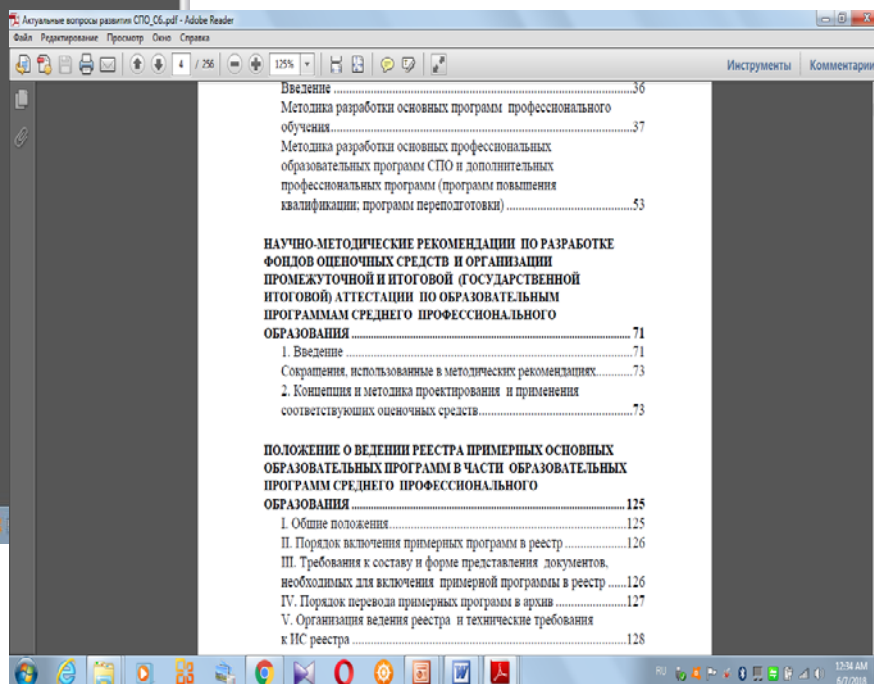 Актуальные вопросы развития СПО_С6..pdf - Adobe Reader
Файл Редактирование Просмотр Окно Справка
4 / 256 125% Инструменты Комментарии
Введение ........................................................................36
Методика разработки основных программ профессионального
обучения.........................................................................37
Методика разработки основных профессиональных
образовательных программ СПО и дополнительных
профессиональных программ (программ повышения
квалификации; программ переподготовки) ..............................53
НАУЧНО-МЕТОДИЧЕСКИЕ РЕКОМЕНДАЦИИ ПО РАЗРАБОТКЕ
ФОНДОВ ОЦЕНОЧНЫХ СРЕДСТВ И ОРГАНИЗАЦИИ
ПРОМЕЖУТОЧНОЙ И ИТОГОВОЙ (ГОСУДАРСТВЕННОЙ
ИТОГОВОЙ) АТТЕСТАЦИИ ПО ОБРАЗОВАТЕЛЬНЫМ
ПРОГРАММАМ СРЕДНЕГО ПРОФЕССИОНАЛЬНОГО
ОБРАЗОВАНИЯ ................................................................ 71
1. Введение .....................................................................71
Сокращения, использованные в методических рекомендациях............73
2. Концепция и методика проектирования и применения
соответствующих оценочных средств......................................73
ПОЛОЖЕНИЕ О ВЕДЕНИИ РЕЕСТРА ПРИМЕРНЫХ ОСНОВНЫХ
ОБРАЗОВАТЕЛЬНЫХ ПРОГРАММ В ЧАСТИ ОБРАЗОВАТЕЛЬНЫХ
ПРОГРАММ СРЕДНЕГО ПРОФЕССИОНАЛЬНОГО
ОБРАЗОВАНИЯ ................................................................ 125
I. Общие положения...........................................................125
II. Порядок включения примерных программ в реестр ...............126
III. Требования к составу и форме представления документов,
необходимых для включения примерной программы в реестр ......126
IV. Порядок перевода примерных программ в архив .................127
V. Организация ведения реестра и технические требования
к ИС реестра ...................................................................128
RU 12:34 AM
6/7/2018